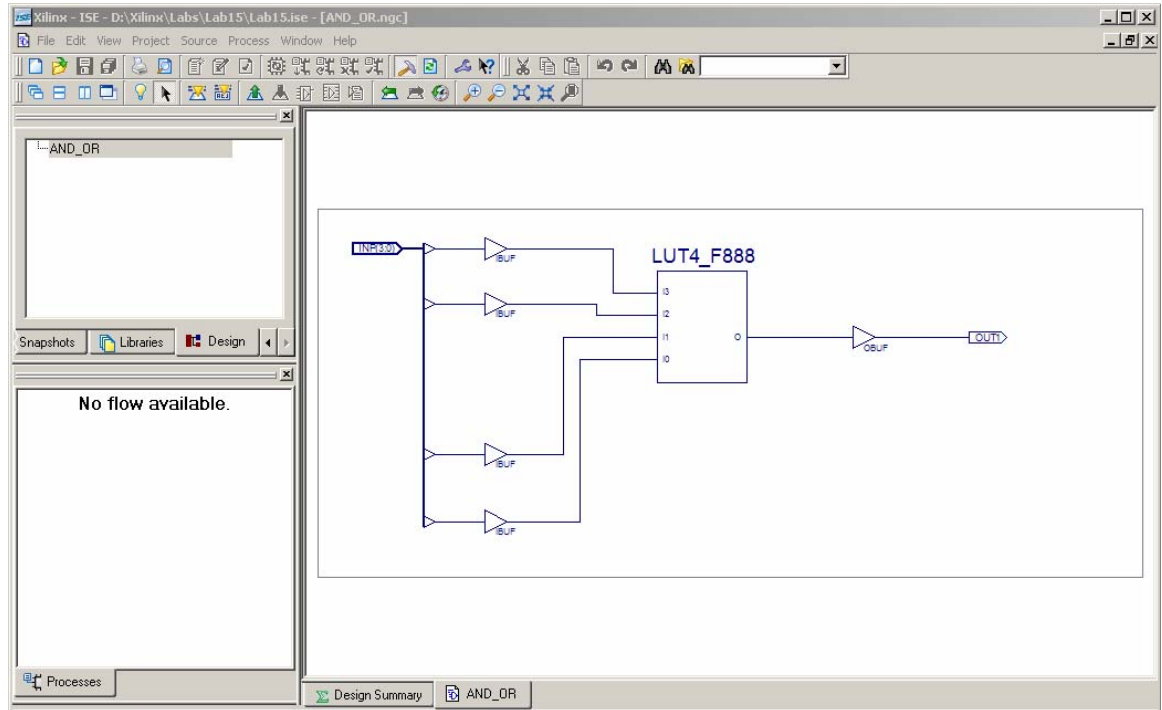 Xilinx - ISE - D:\Xilinx\Labs\Lab15\Lab15.ise - [AND_OR.ngc]
File Edit View Project Source Process Window Help
AND_OR
Snapshots Libraries Design
No flow available.
Processes
INP(3:0)
IBUF
IBUF
LUT4_F888
I3
I2
I1
I0
O
OBUF
OUT1
IBUF
IBUF
Design Summary AND_OR